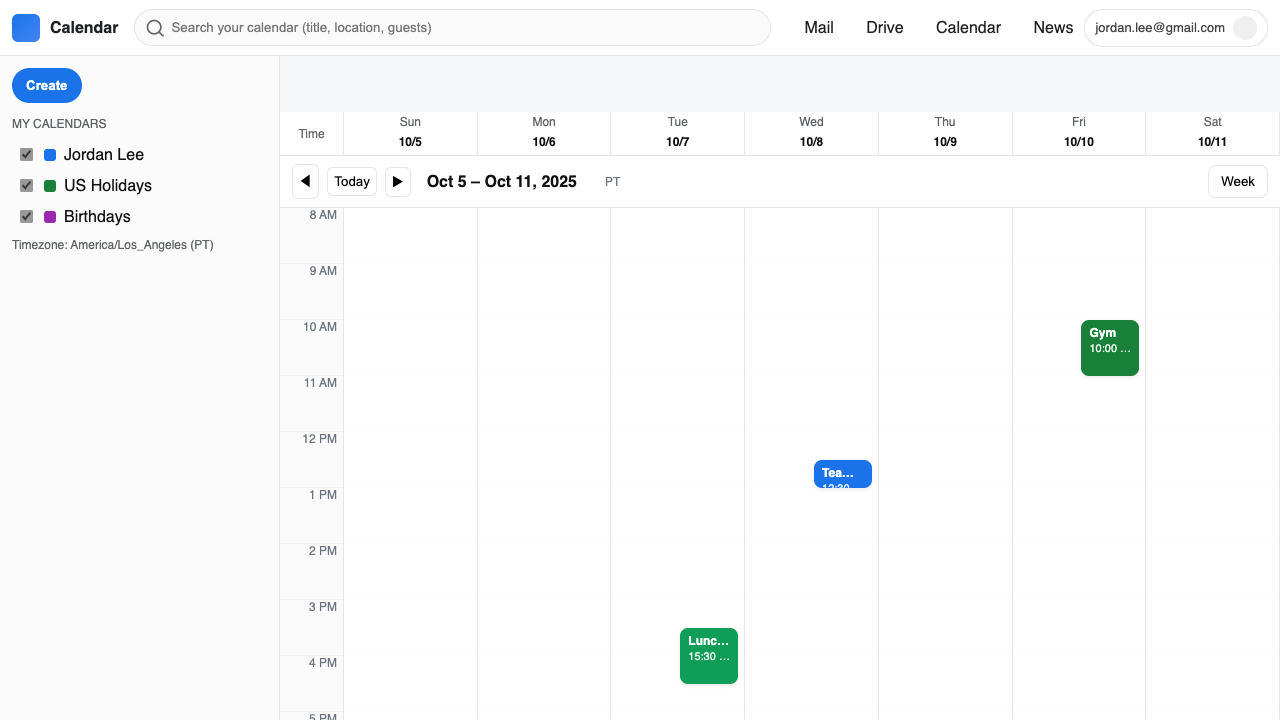 Calendar
Search your calendar (title, location, guests)
Mail
Drive
Calendar
News
jordan.lee@gmail.com
Create
MY CALENDARS
Jordan Lee
US Holidays
Birthdays
Timezone: America/Los_Angeles (PT)
Time
Sun
10/5
Mon
10/6
Tue
10/7
Wed
10/8
Thu
10/9
Fri
10/10
Sat
10/11
Today
Oct 5 – Oct 11, 2025
PT
Week
8 AM
9 AM
10 AM
Gym
10:00 ...
11 AM
12 PM
Tea...
12:30
1 PM
2 PM
3 PM
Lunc...
15:30 ...
4 PM
5 PM